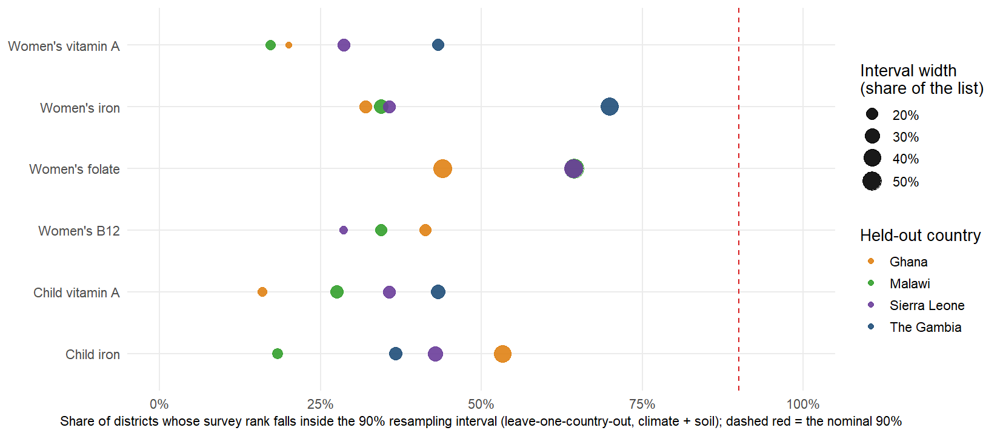 Women's vitamin A
Women's iron
Women's folate
Women's B12
Child vitamin A
Child iron
0%
25%
50%
75%
100%
Share of districts whose survey rank falls inside the 90% resampling interval (leave-one-country-out, climate + soil); dashed red = the nominal 90%
Interval width
(share of the list)
20%
30%
40%
50%
Held-out country
Ghana
Malawi
Sierra Leone
The Gambia